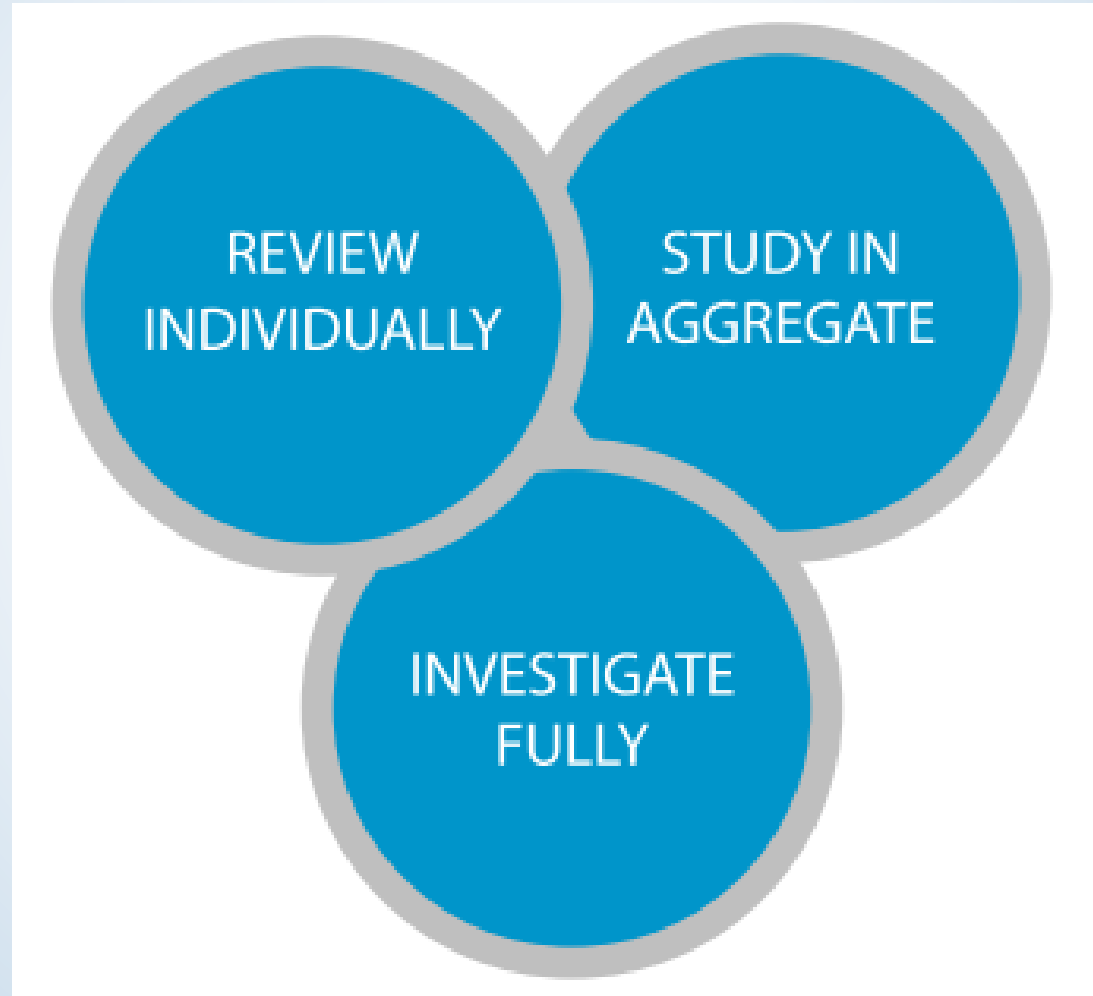 REVIEW
INDIVIDUALLY
STUDY IN
AGGREGATE
INVESTIGATE
FULLY